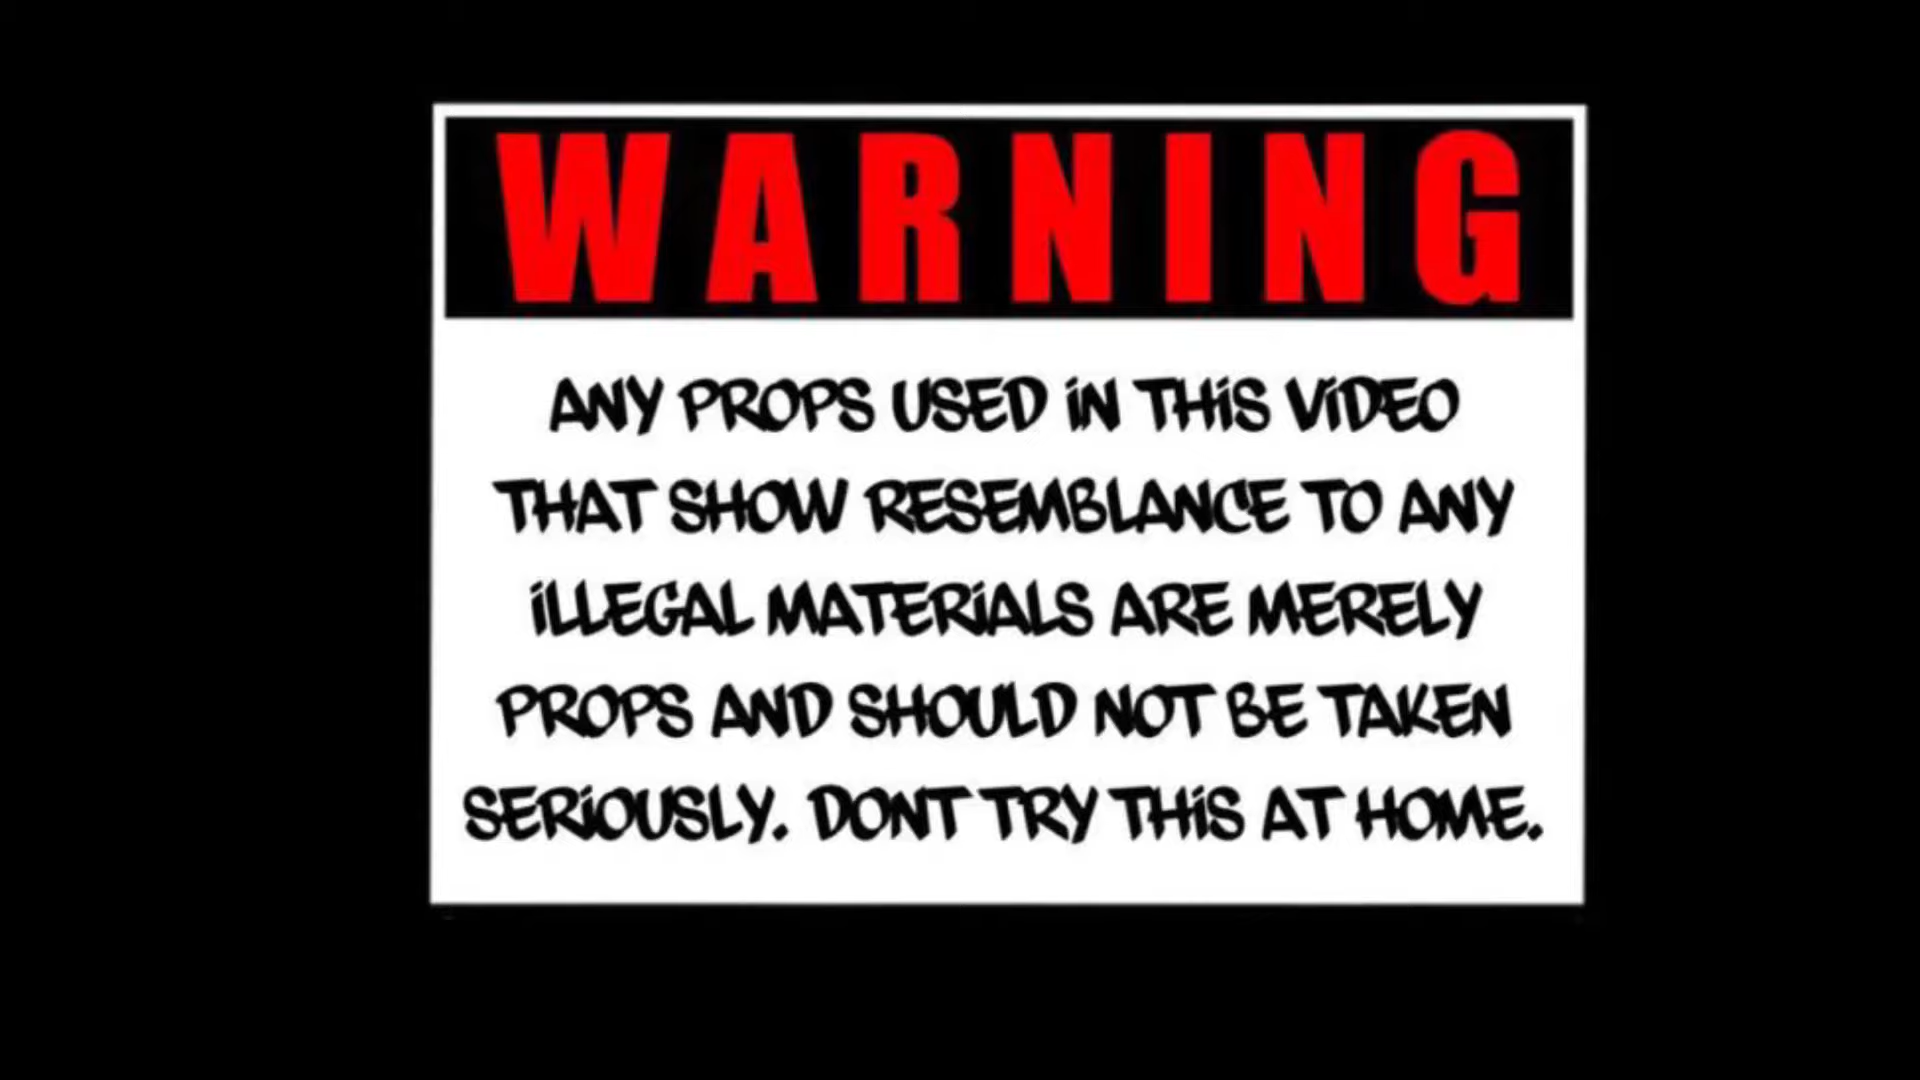 WARNING
ANY PROPS USED iN THiS ViDEO
THAT SHOW RESEMBLANCE TO ANY
iLLEGAL MATERiALS ARE MERELY
PROPS AND SHOULD NOT BE TAKEN
SERiOUSLY. DONT TRY THiS AT HOME.